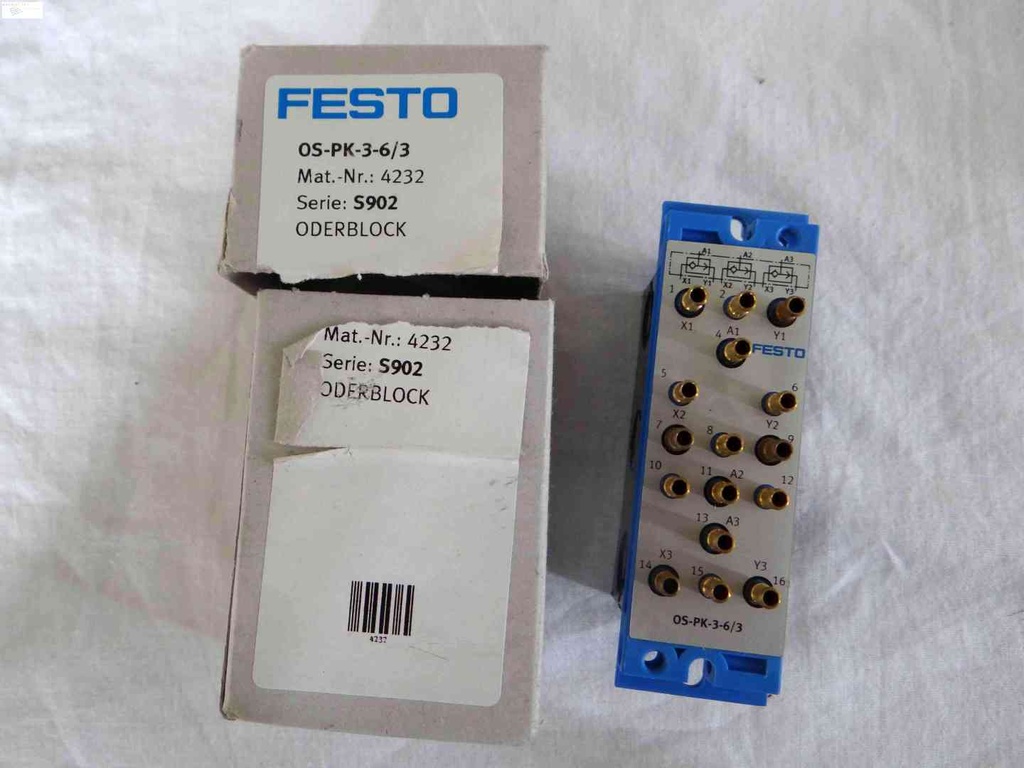 FESTO
OS-PK-3-6/3
Mat.-Nr.: 4232
Serie: S902
ODERBLOCK
Mat.-Nr.: 4232
Serie: S902
ODERBLOCK
4232
A1 A2 A3
X1 Y1 X2 Y2 X3 Y3
1 2
X1 Y1
4 A1
FESTO
5 6
X2 Y2
7 8 9
10 11 A2 12
13 A3
X3 Y3
14 15 16
OS-PK-3-6/3